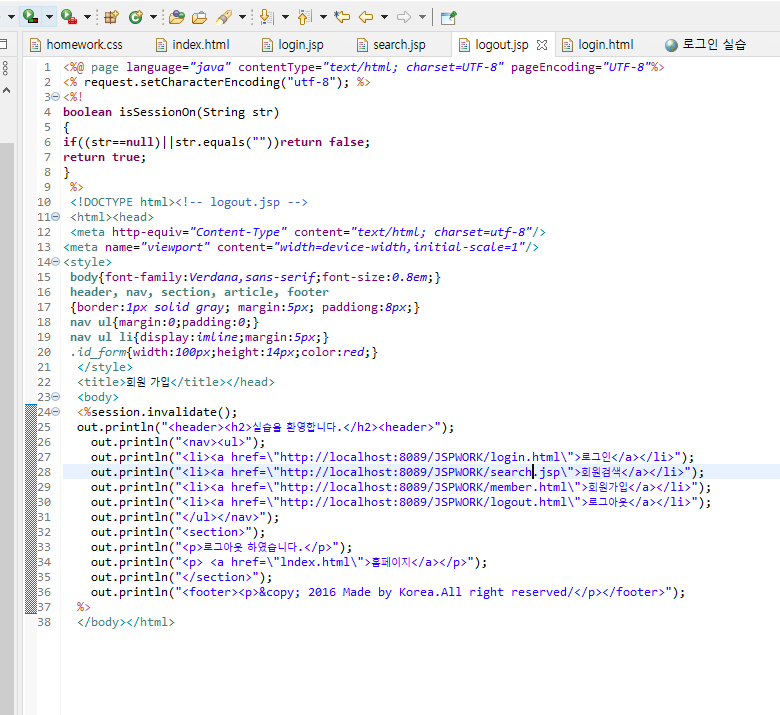 homework.css index.html login.jsp search.jsp logout.jsp login.html 로그인 실습
1 <%@ page language="java" contentType="text/html; charset=UTF-8" pageEncoding="UTF-8"%>
2 <% request.setCharacterEncoding("utf-8"); %>
3 <%!
4 boolean isSessionOn(String str)
5 {
6 if((str==null)||str.equals(""))return false;
7 return true;
8 }
9 %>
10 <!DOCTYPE html><!-- logout.jsp -->
11 <html><head>
12 <meta http-equiv="Content-Type" content="text/html; charset=utf-8"/>
13 <meta name="viewport" content="width=device-width,initial-scale=1"/>
14 <style>
15 body{font-family:Verdana,sans-serif;font-size:0.8em;}
16 header, nav, section, article, footer
17 {border:1px solid gray; margin:5px; paddiong:8px;}
18 nav ul{margin:0;padding:0;}
19 nav ul li{display:imline;margin:5px;}
20 .id_form{width:100px;height:14px;color:red;}
21 </style>
22 <title>회원 가입</title></head>
23 <body>
24 <%session.invalidate();
25 out.println("<header><h2>실습을 환영합니다.</h2><header>");
26 out.println("<nav><ul>");
27 out.println("<li><a href=\"http://localhost:8089/JSPWORK/login.html\">로그인</a></li>");
28 out.println("<li><a href=\"http://localhost:8089/JSPWORK/search.jsp\">회원검색</a></li>");
29 out.println("<li><a href=\"http://localhost:8089/JSPWORK/member.html\">회원가입</a></li>");
30 out.println("<li><a href=\"http://localhost:8089/JSPWORK/logout.html\">로그아웃</a></li>");
31 out.println("</ul></nav>");
32 out.println("<section>");
33 out.println("<p>로그아웃 하였습니다.</p>");
34 out.println("<p> <a href=\"lndex.html\">홈페이지</a></p>");
35 out.println("</section>");
36 out.println("<footer><p>&copy; 2016 Made by Korea.All right reserved/</p></footer>");
37 %>
38 </body></html>